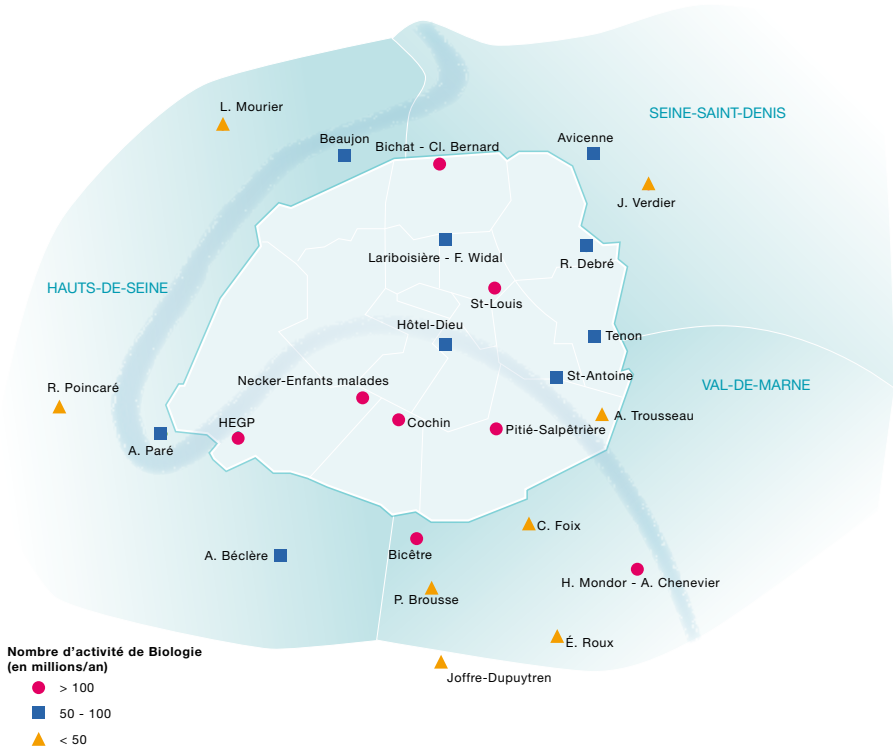 L. Mourier
SEINE-SAINT-DENIS
Beaujon
Avicenne
Bichat - Cl. Bernard
J. Verdier
Lariboisière - F. Widal
R. Debré
HAUTS-DE-SEINE
St-Louis
Hôtel-Dieu
Tenon
St-Antoine
Necker-Enfants malades
R. Poincaré
VAL-DE-MARNE
A. Trousseau
HEGP
Cochin
Pitié-Salpêtrière
A. Paré
C. Foix
A. Béclère
Bicêtre
H. Mondor - A. Chenevier
P. Brousse
É. Roux
Joffre-Dupuytren
Nombre d'activité de Biologie
(en millions/an)
> 100
50 - 100
< 50